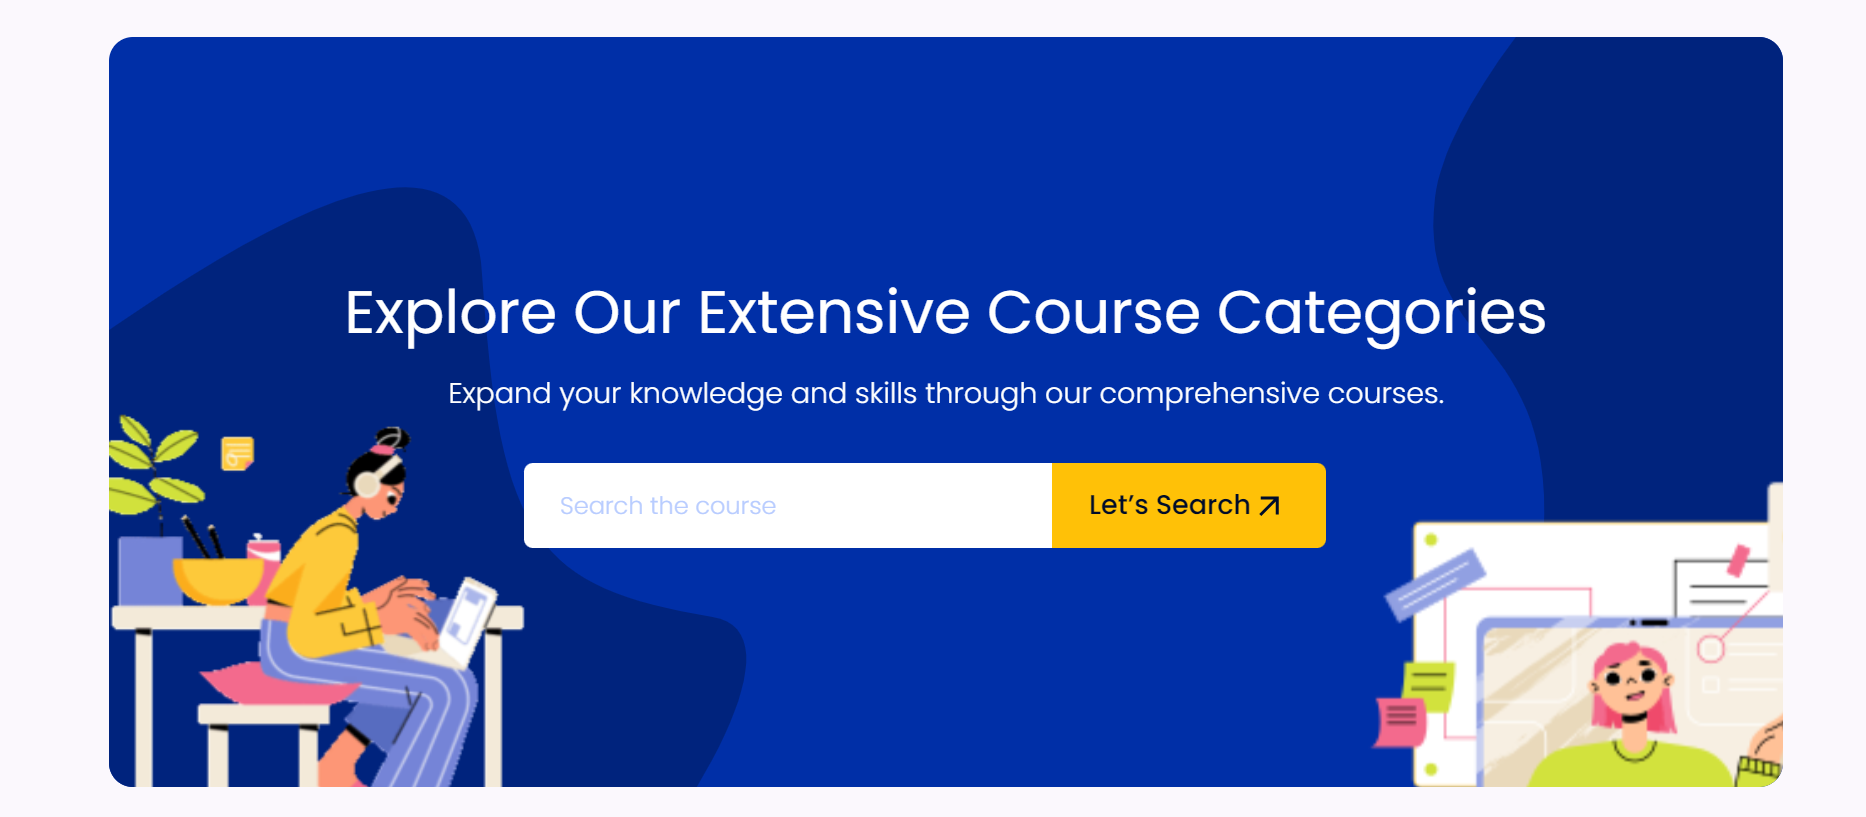 Explore Our Extensive Course Categories
Expand your knowledge and skills through our comprehensive courses.
Search the course
Let’s Search